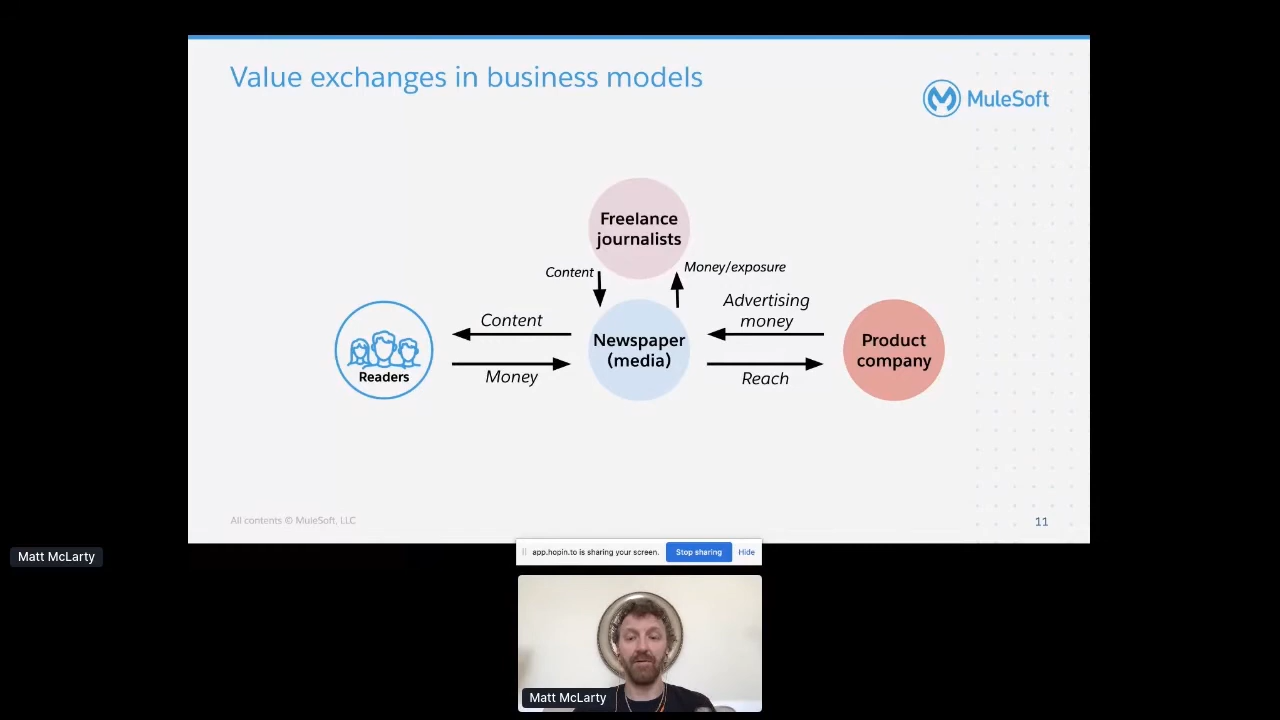 Value exchanges in business models
MuleSoft
Freelance
journalists
Content
Money/exposure
Advertising
money
Content
Newspaper
(media)
Product
company
Readers
Money
Reach
All contents © MuleSoft, LLC
11
Matt McLarty
app.hopin.to is sharing your screen.
Stop sharing
Hide
Matt McLarty